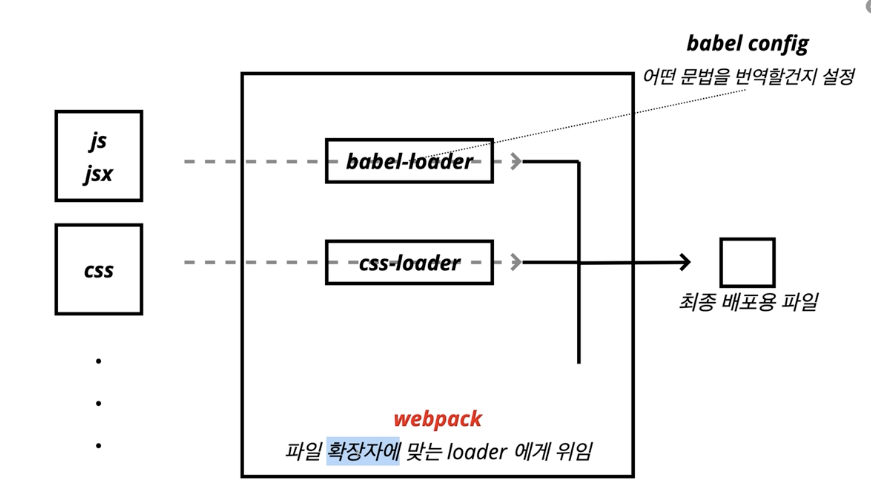 babel config
어떤 문법을 번역할건지 설정
js
jsx
babel-loader
css
css-loader
최종 배포용 파일
webpack
파일 확장자에 맞는 loader 에게 위임